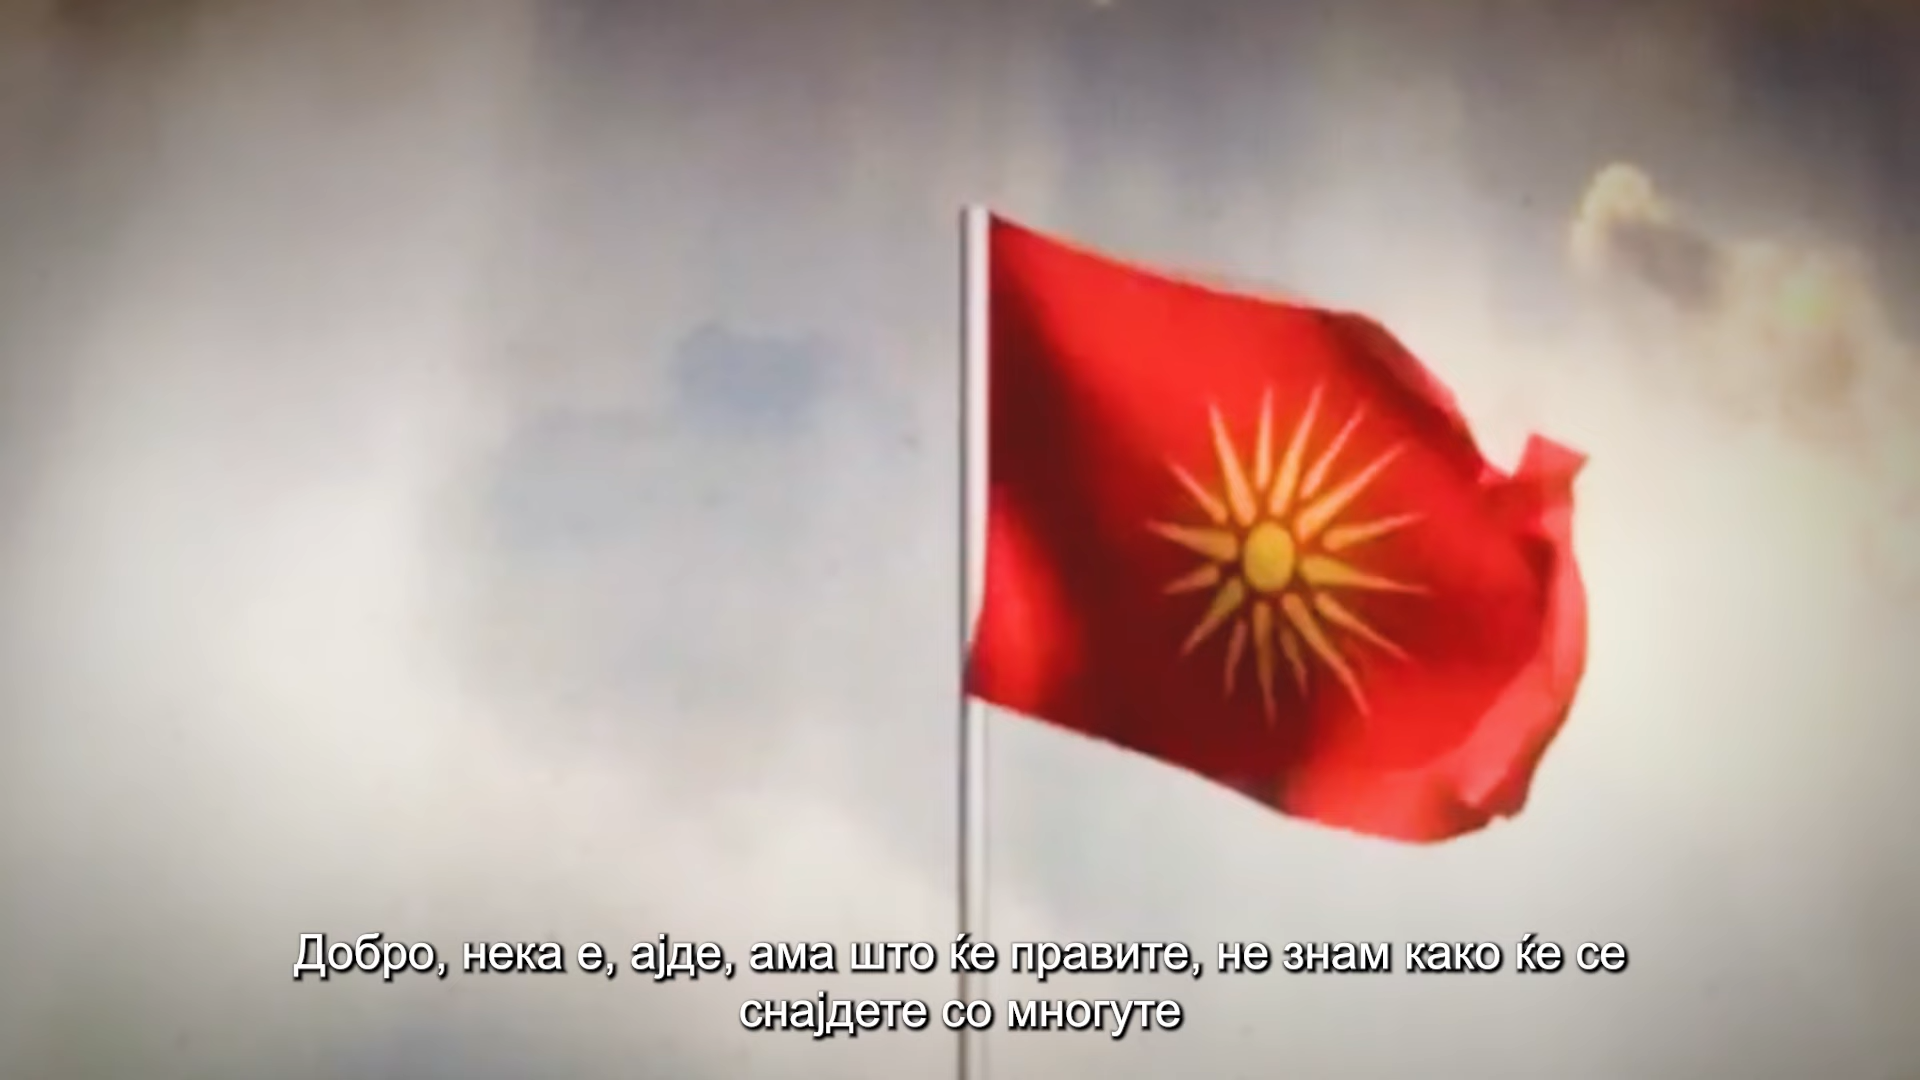 Добро, нека е, ајде, ама што ќе правите, не знам како ќе се
снајдете со многуте